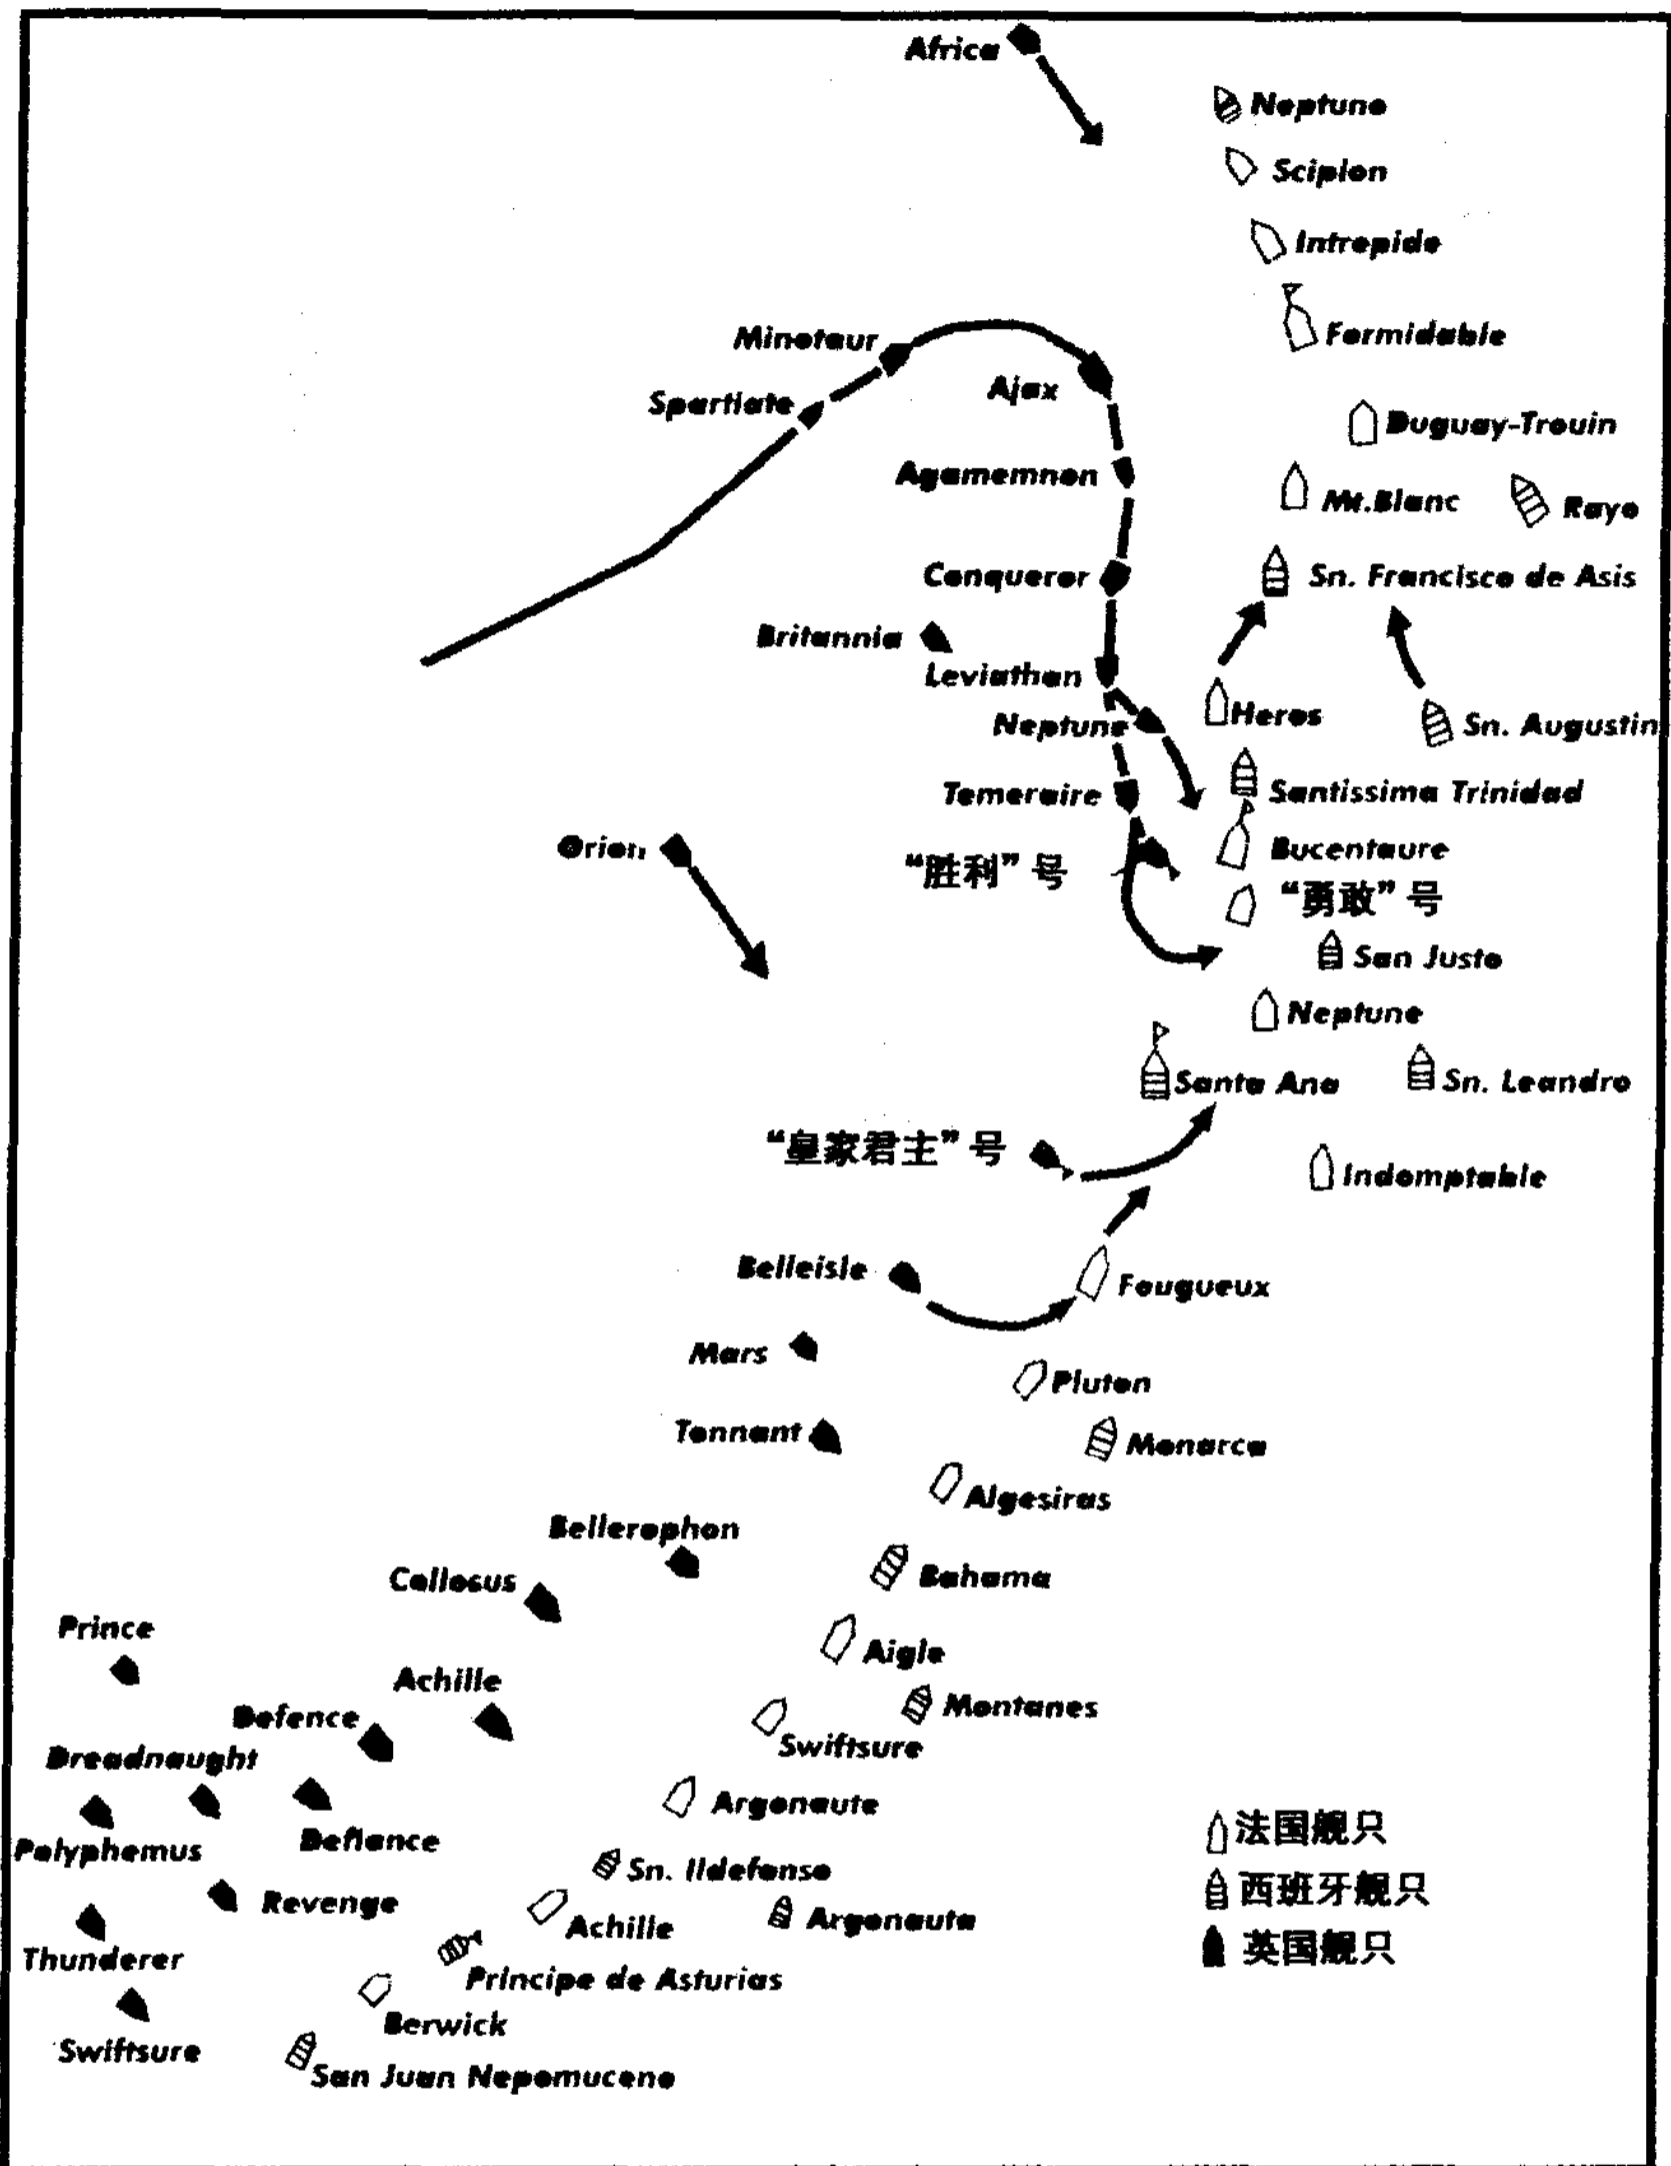 Africa
Neptune
Scipion
Intrepide
Formidable
Minotaur
Ajax
Spartiate
Duguay-Trouin
Agamemnon
Mt.Blanc
Rayo
Conqueror
Sn. Francisco de Asis
Britannia
Leviathan
Neptune
Heros
Sn. Augustin
Temeraire
Santissima Trinidad
Orion
Bucentaure
“胜利”号
“勇敢”号
San Justo
Neptune
Santa Ana
Sn. Leandro
“皇家君主”号
Indomptable
Belleisle
Fougueux
Mars
Pluton
Tonnant
Monarca
Algesiras
Bellerophon
Collosus
Bahama
Prince
Aigle
Achille
Montanes
Defence
Swiftsure
Dreadnaught
Argonaute
法国舰只
Defiance
Polyphemus
Sn. Ildefonso
西班牙舰只
Revenge
Achille
Argonauta
英国舰只
Thunderer
Principe de Asturias
Berwick
Swiftsure
San Juan Nepomuceno